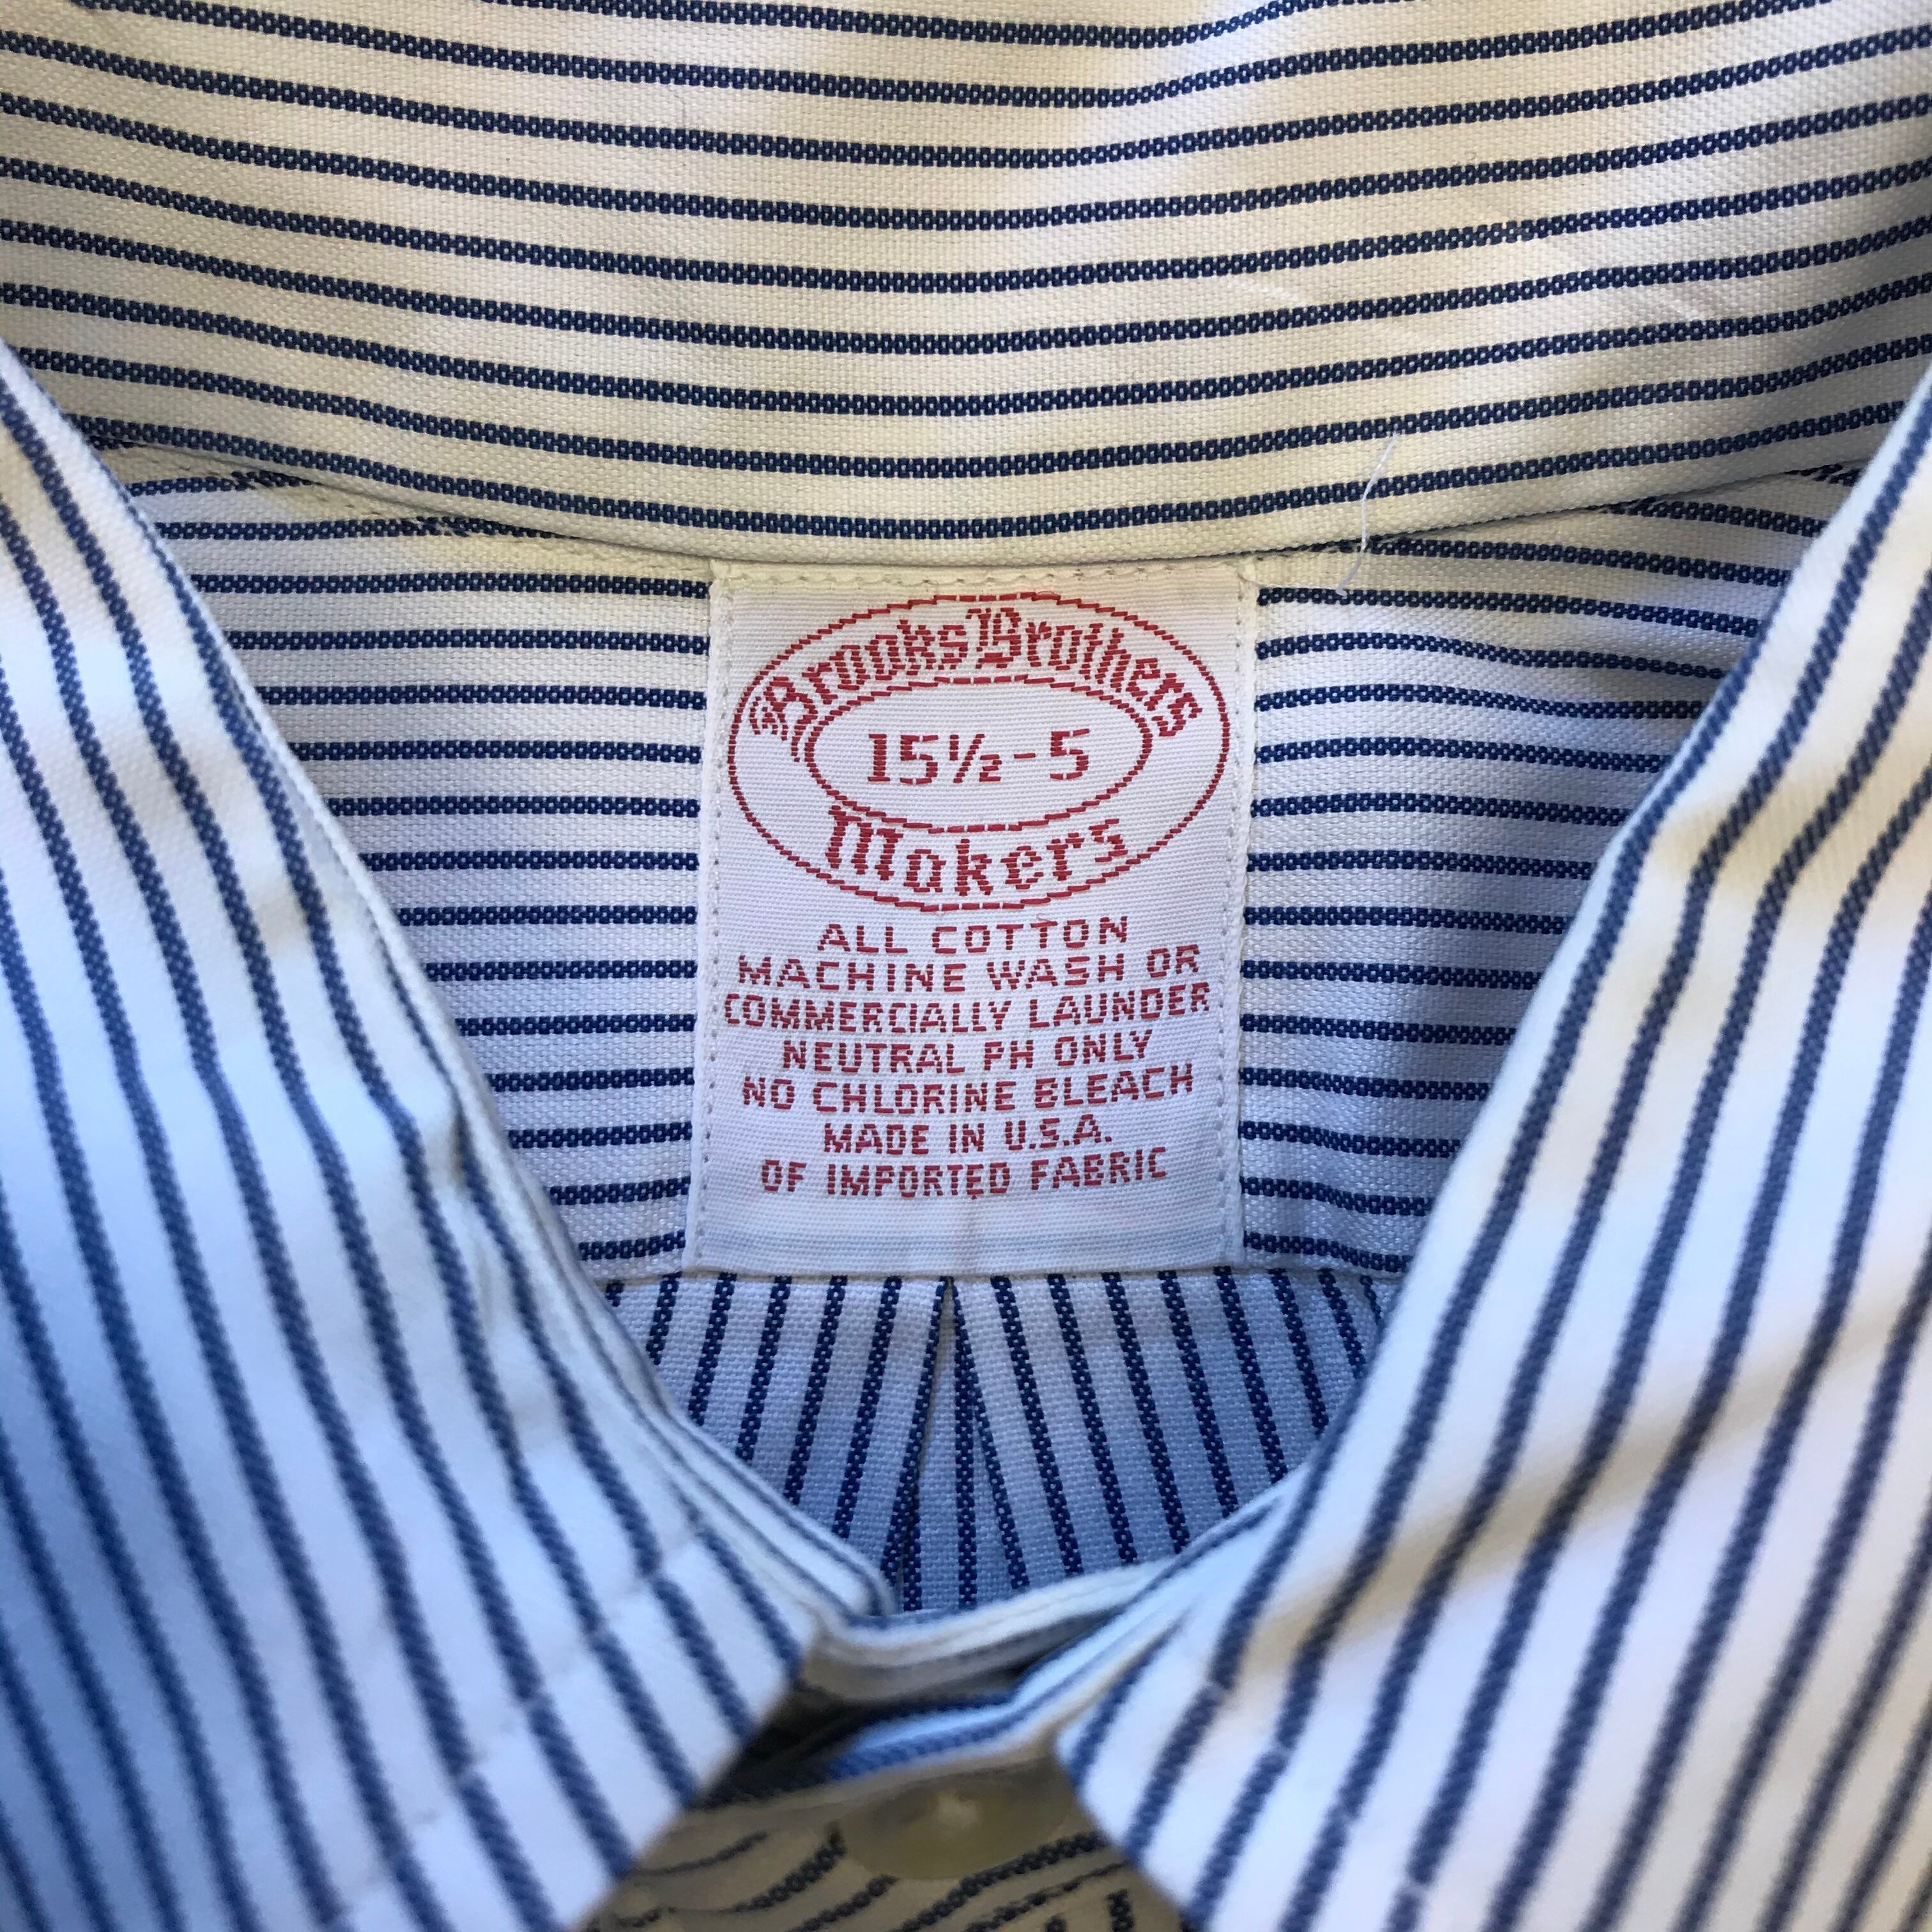 Brooks Brothers
15½-5
Makers
ALL COTTON
MACHINE WASH OR
COMMERCIALLY LAUNDER
NEUTRAL PH ONLY
NO CHLORINE BLEACH
MADE IN U.S.A.
OF IMPORTED FABRIC